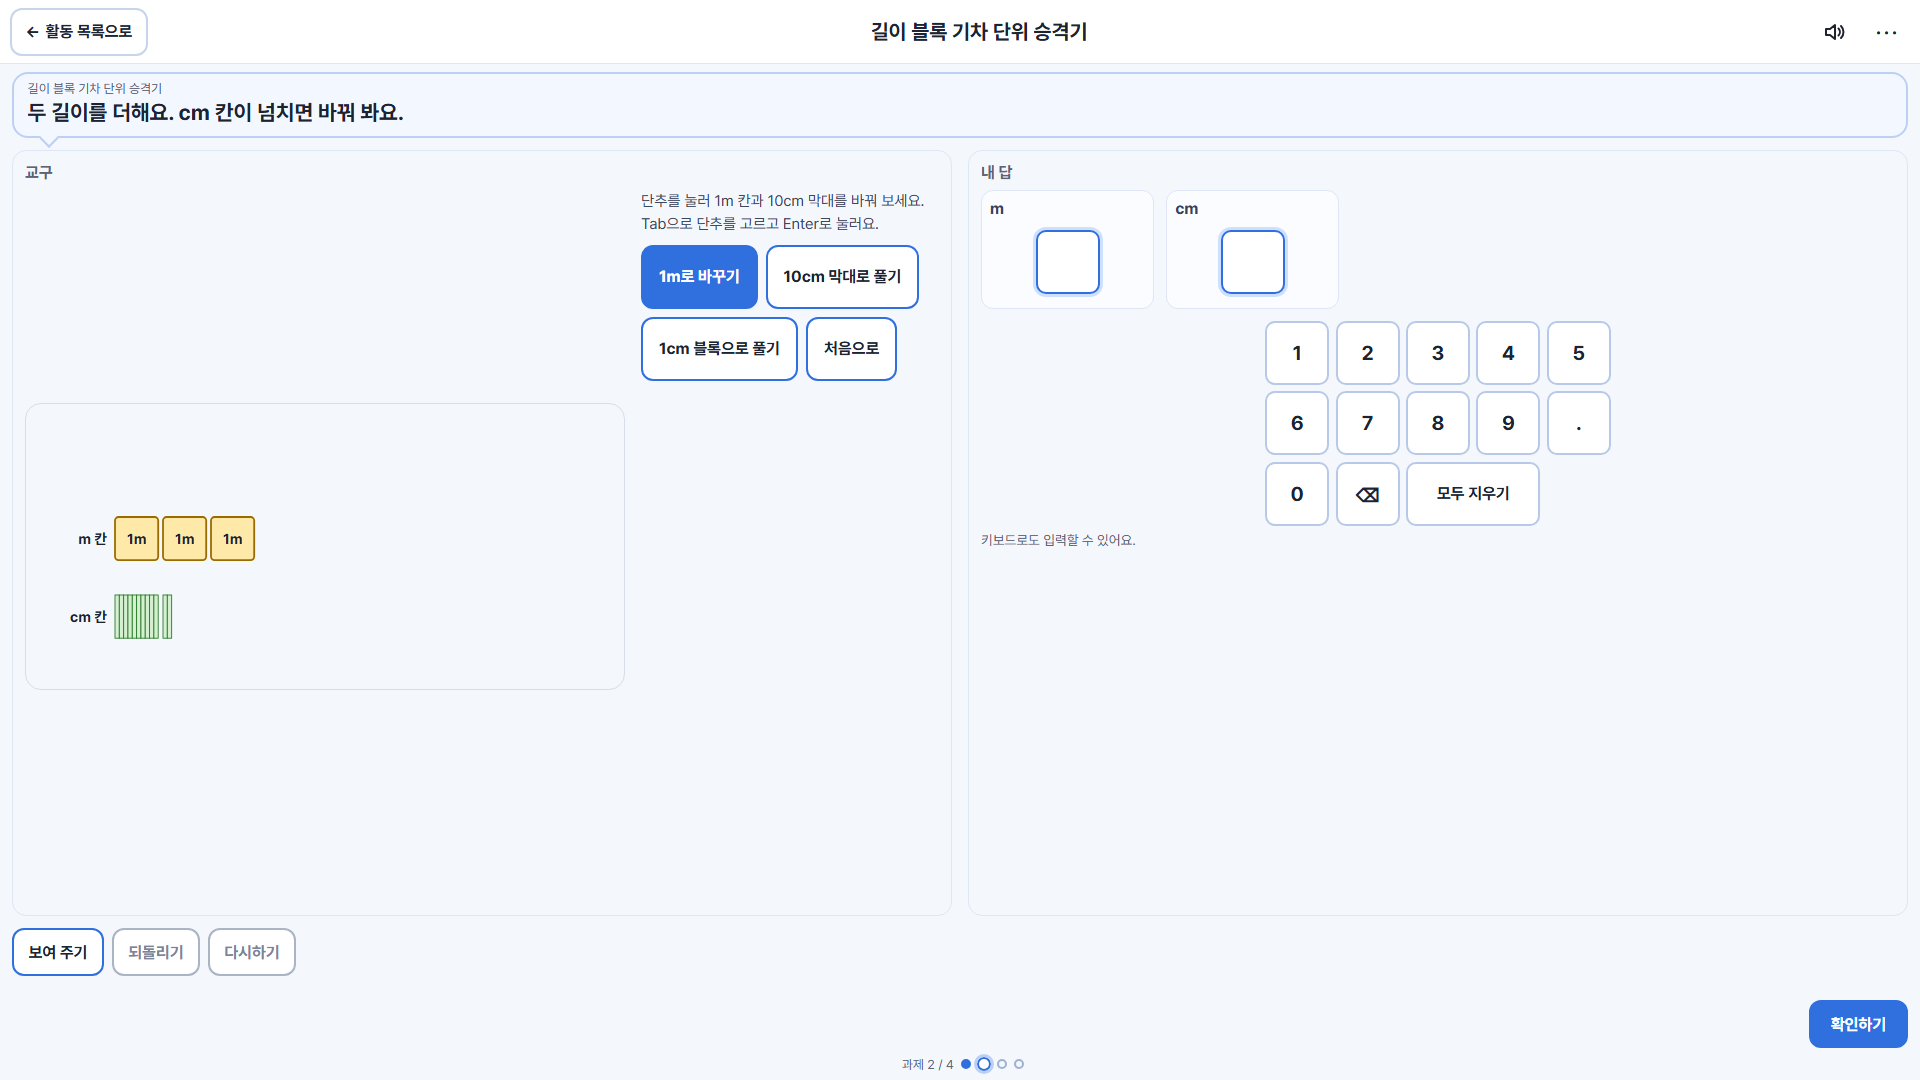 ← 활동 목록으로
길이 블록 기차 단위 승격기
길이 블록 기차 단위 승격기
두 길이를 더해요. cm 칸이 넘치면 바꿔 봐요.
교구
단추를 눌러 1m 칸과 10cm 막대를 바꿔 보세요.
Tab으로 단추를 고르고 Enter로 눌러요.
1m로 바꾸기
10cm 막대로 풀기
1cm 블록으로 풀기
처음으로
m 칸
1m
1m
1m
cm 칸
내 답
m
cm
1
2
3
4
5
6
7
8
9
.
0
모두 지우기
키보드로도 입력할 수 있어요.
보여 주기
되돌리기
다시하기
확인하기
과제 2 / 4